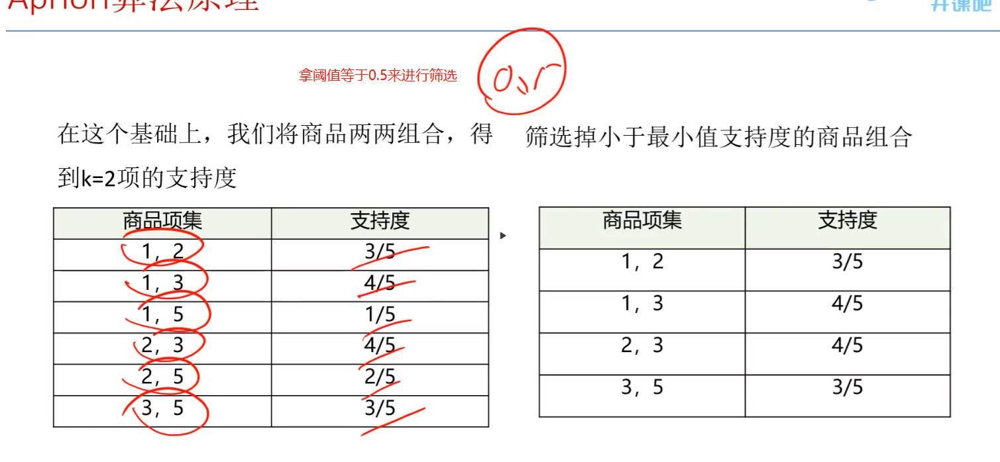 Apriori算法原理
开课吧
拿阈值等于0.5来进行筛选
0.5
在这个基础上，我们将商品两两组合，得
到k=2项的支持度
筛选掉小于最小值支持度的商品组合
商品项集 支持度
1，2 3/5
1，3 4/5
1，5 1/5
2，3 4/5
2，5 2/5
3，5 3/5
商品项集 支持度
1，2 3/5
1，3 4/5
2，3 4/5
3，5 3/5